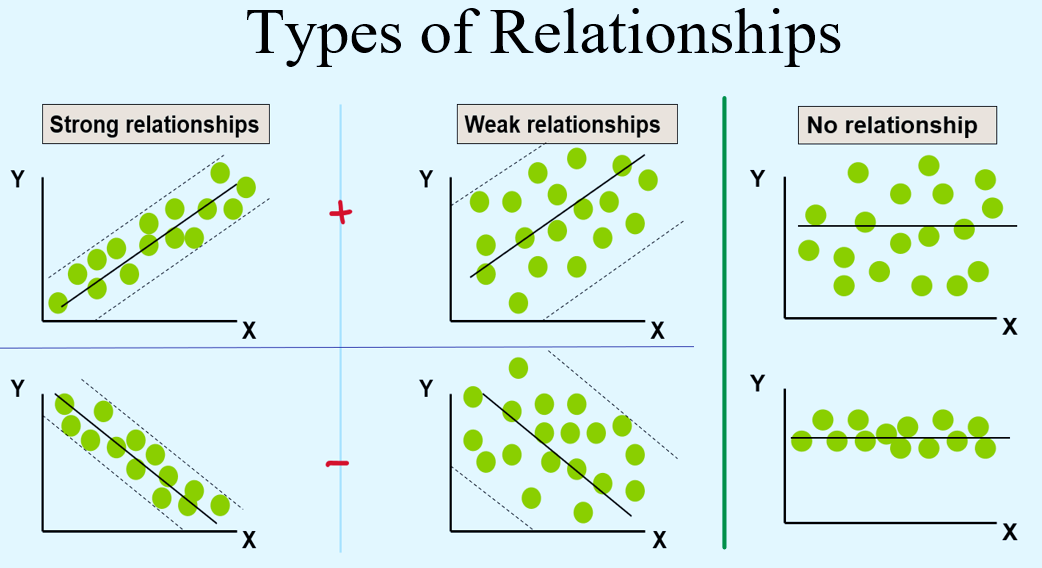 Types of Relationships
Strong relationships
Weak relationships
No relationship
Y
X
+
Y
X
Y
X
Y
X
−
Y
X
Y
X